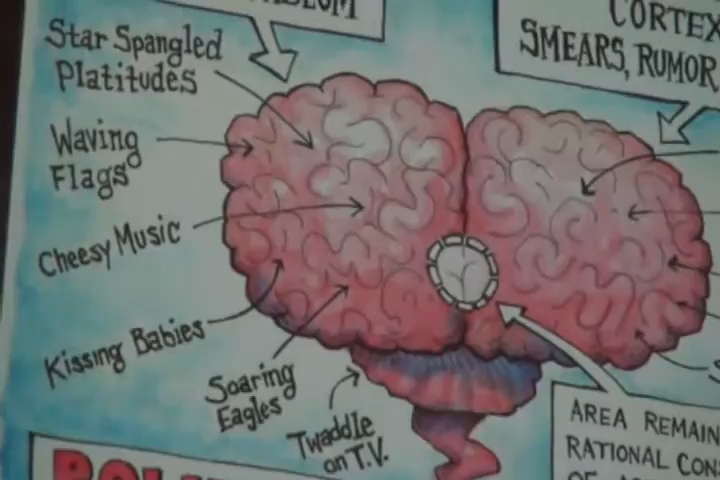 CORTEX
SMEARS, RUMOR
Star Spangled
Platitudes
Waving
Flags
Cheesy Music
Kissing Babies
Soaring
Eagles
Twaddle
on T.V.
AREA REMAIN
RATIONAL CONS